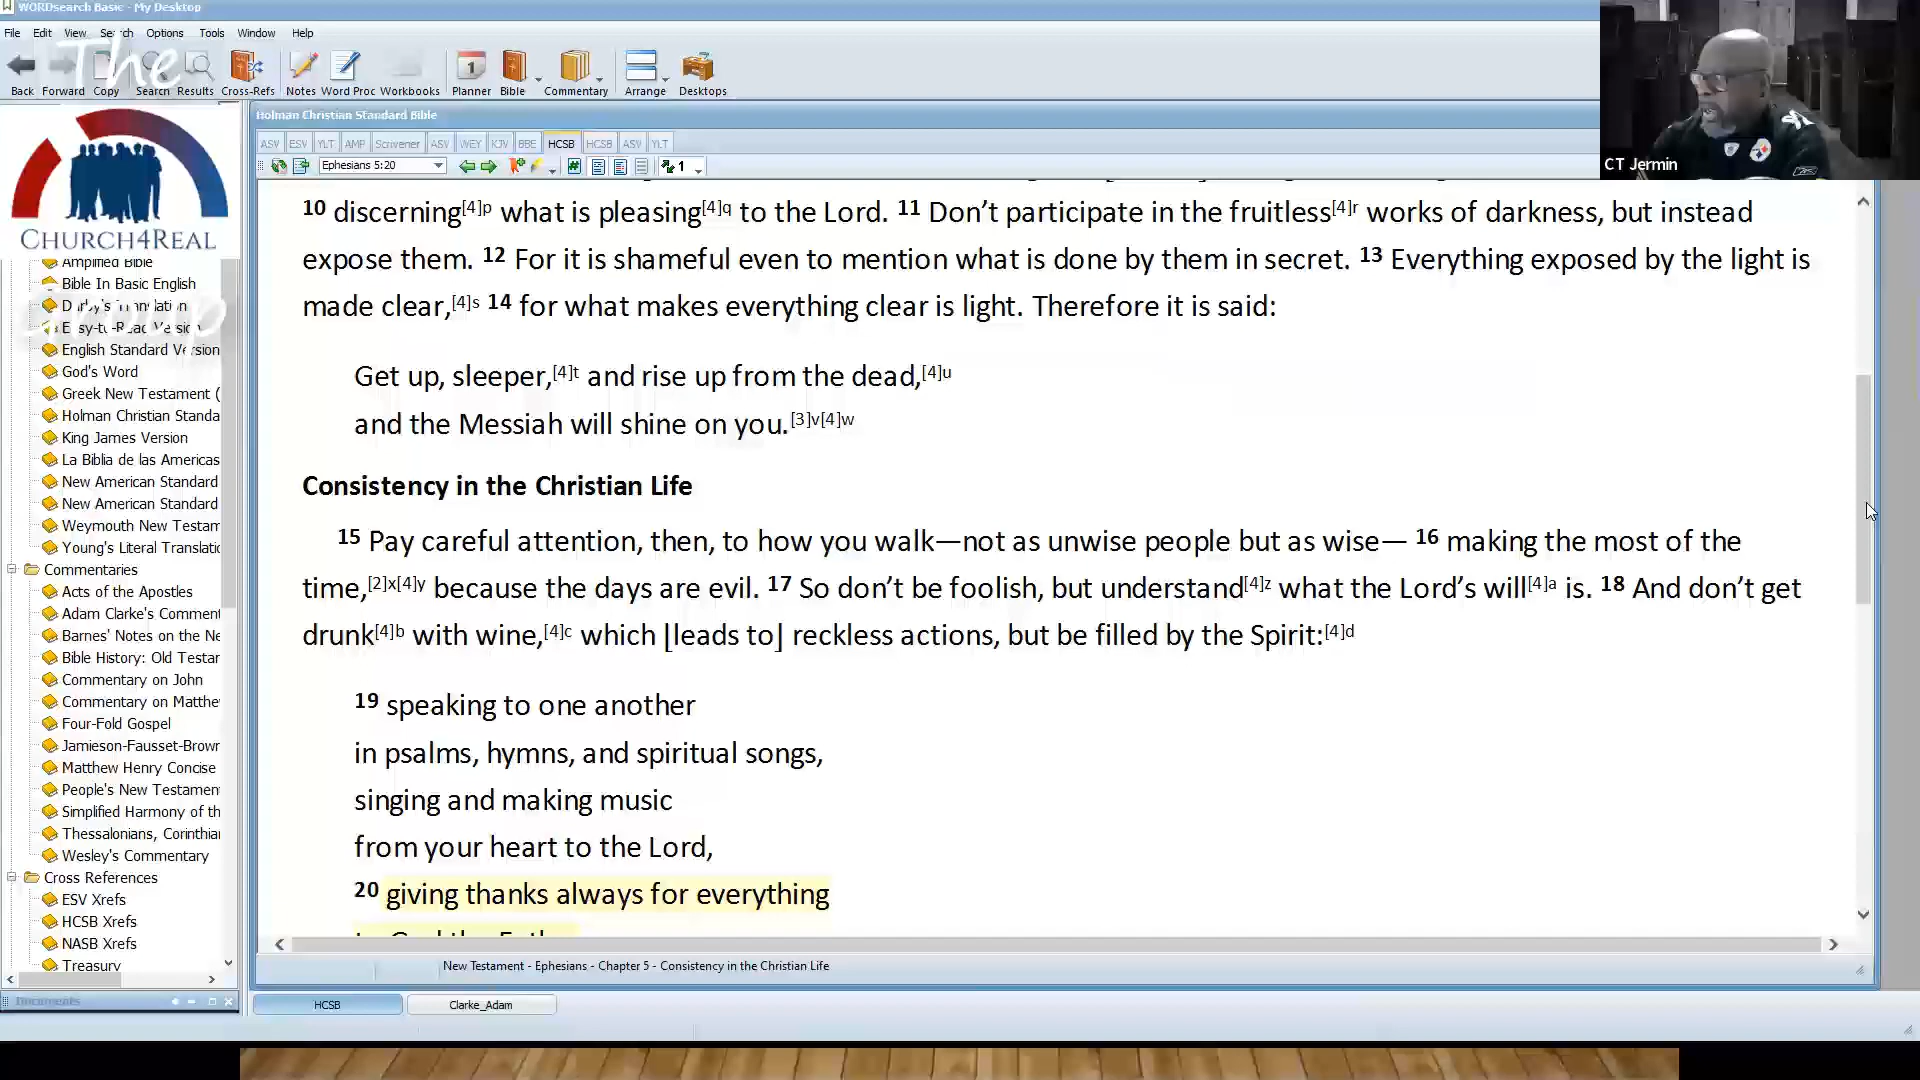 WORDsearch Basic - My Desktop
File Edit View Search Options Tools Window Help
The
Back Forward Copy Search Results Cross-Refs Notes Word Proc Workbooks Planner Bible Commentary Arrange Desktops
CT Jermin
CHURCH4REAL
Group
Amplified Bible
Bible In Basic English
Darby's Translation
Easy-to-Read Version
English Standard Version
God's Word
Greek New Testament (
Holman Christian Standa
King James Version
La Biblia de las Americas
New American Standard
New American Standard
Weymouth New Testam
Young's Literal Translatic
Commentaries
Acts of the Apostles
Adam Clarke's Comment
Barnes' Notes on the Ne
Bible History: Old Testar
Commentary on John
Commentary on Matthe
Four-Fold Gospel
Jamieson-Fausset-Brown
Matthew Henry Concise
People's New Testament
Simplified Harmony of th
Thessalonians, Corinthiar
Wesley's Commentary
Cross References
ESV Xrefs
HCSB Xrefs
NASB Xrefs
Treasury
Documents
Holman Christian Standard Bible
ASV ESV YLT AMP Scrivener ASV WEY KJV BBE HCSB HCSB ASV YLT
Ephesians 5:20
1
10 discerning[4]p what is pleasing[4]q to the Lord. 11 Don't participate in the fruitless[4]r works of darkness, but instead
expose them. 12 For it is shameful even to mention what is done by them in secret. 13 Everything exposed by the light is
made clear,[4]s 14 for what makes everything clear is light. Therefore it is said:
Get up, sleeper,[4]t and rise up from the dead,[4]u
and the Messiah will shine on you.[3]v[4]w
Consistency in the Christian Life
15 Pay careful attention, then, to how you walk—not as unwise people but as wise— 16 making the most of the
time,[2]x[4]y because the days are evil. 17 So don't be foolish, but understand[4]z what the Lord's will[4]a is. 18 And don't get
drunk[4]b with wine,[4]c which ⌊leads to⌋ reckless actions, but be filled by the Spirit:[4]d
19 speaking to one another
in psalms, hymns, and spiritual songs,
singing and making music
from your heart to the Lord,
20 giving thanks always for everything
New Testament - Ephesians - Chapter 5 - Consistency in the Christian Life
HCSB Clarke_Adam